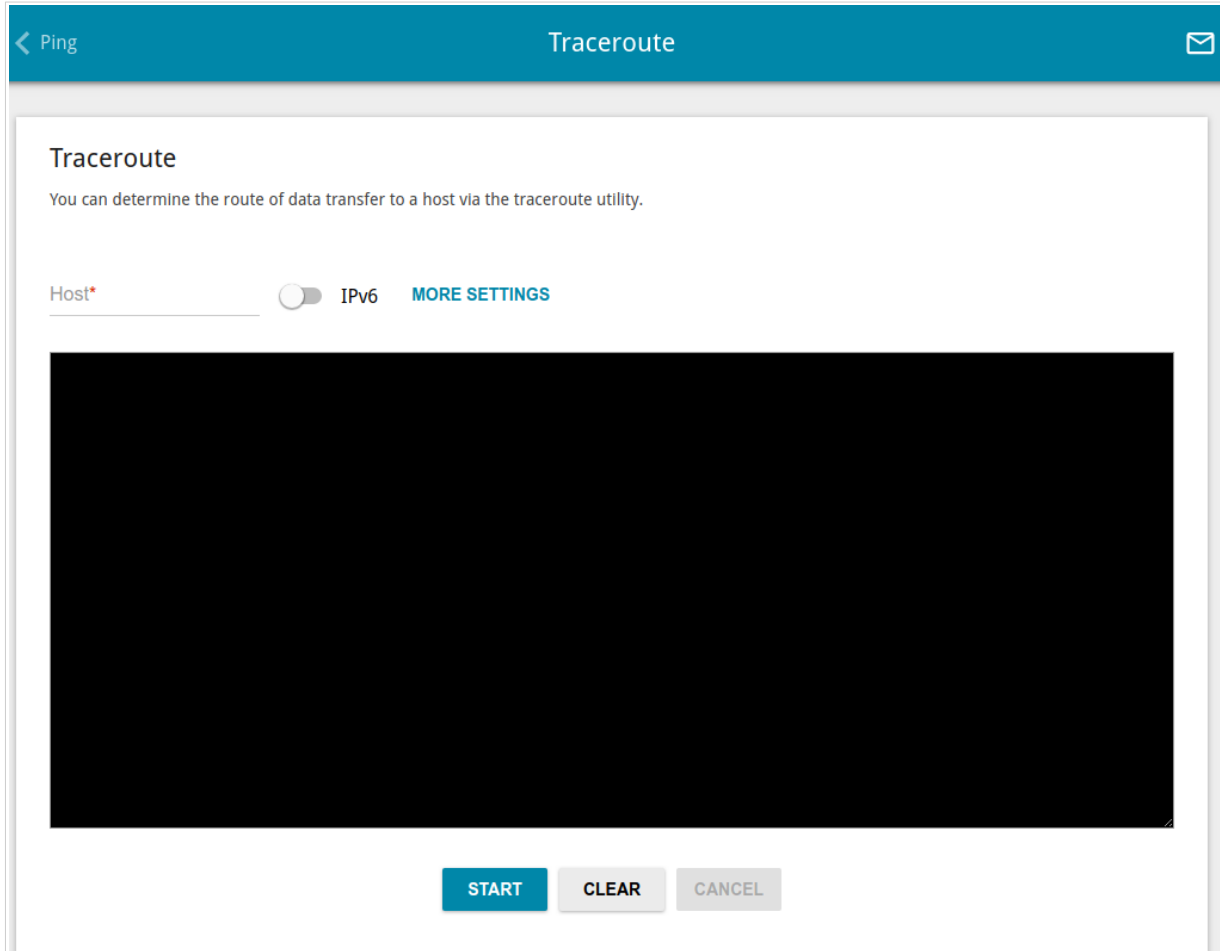 Ping
Traceroute
Traceroute
You can determine the route of data transfer to a host via the traceroute utility.
Host* IPv6 MORE SETTINGS
START CLEAR CANCEL